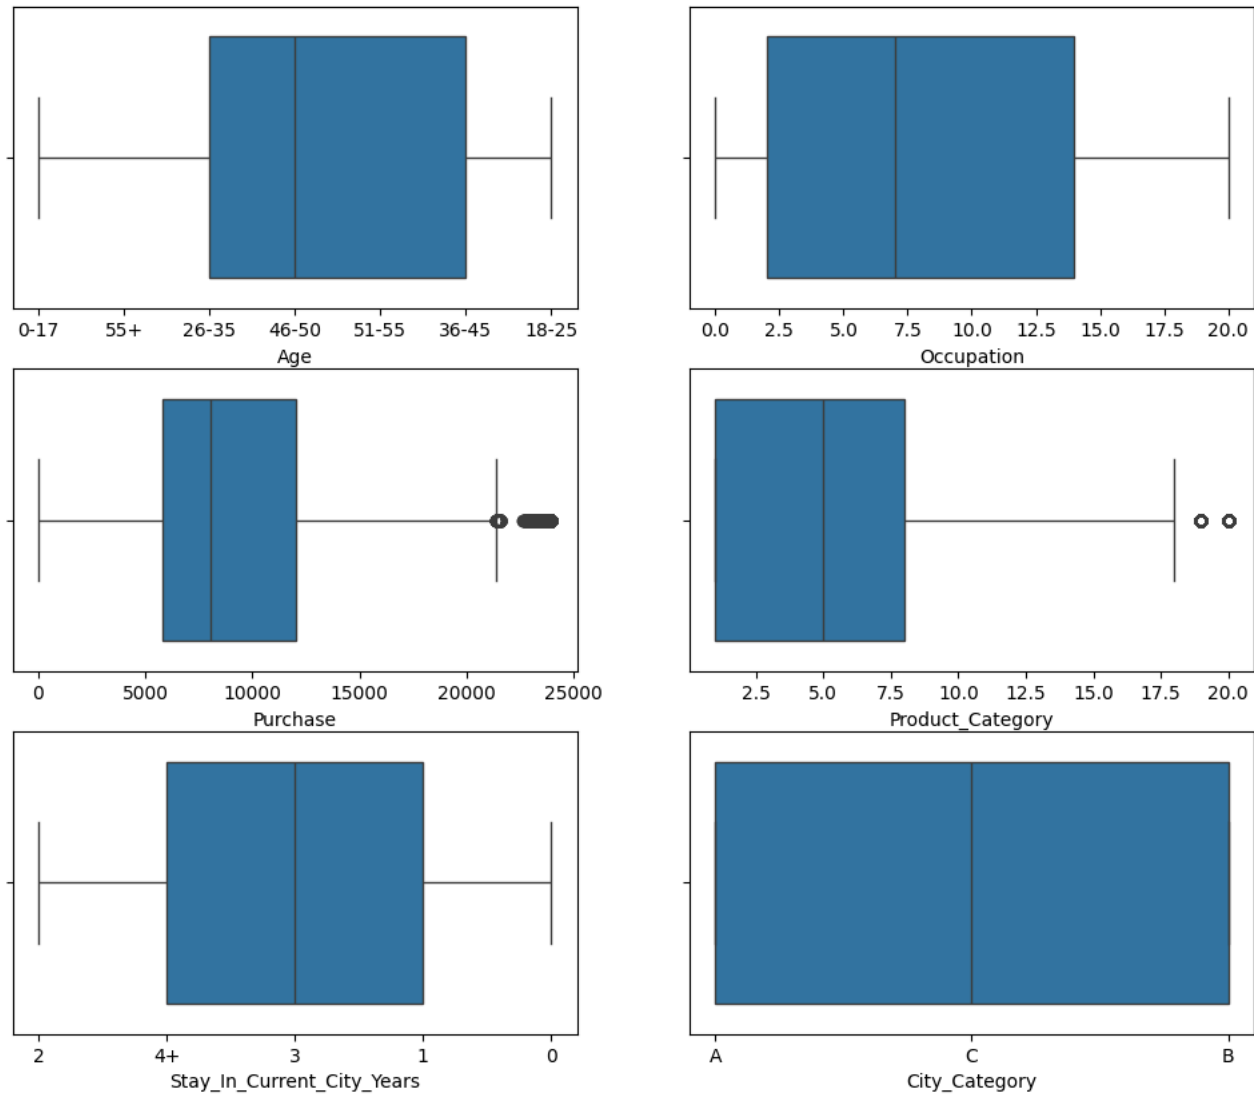 0-17 55+ 26-35 46-50 51-55 36-45 18-25
Age
0.0 2.5 5.0 7.5 10.0 12.5 15.0 17.5 20.0
Occupation
0 5000 10000 15000 20000 25000
Purchase
2.5 5.0 7.5 10.0 12.5 15.0 17.5 20.0
Product_Category
2 4+ 3 1 0
Stay_In_Current_City_Years
A C B
City_Category